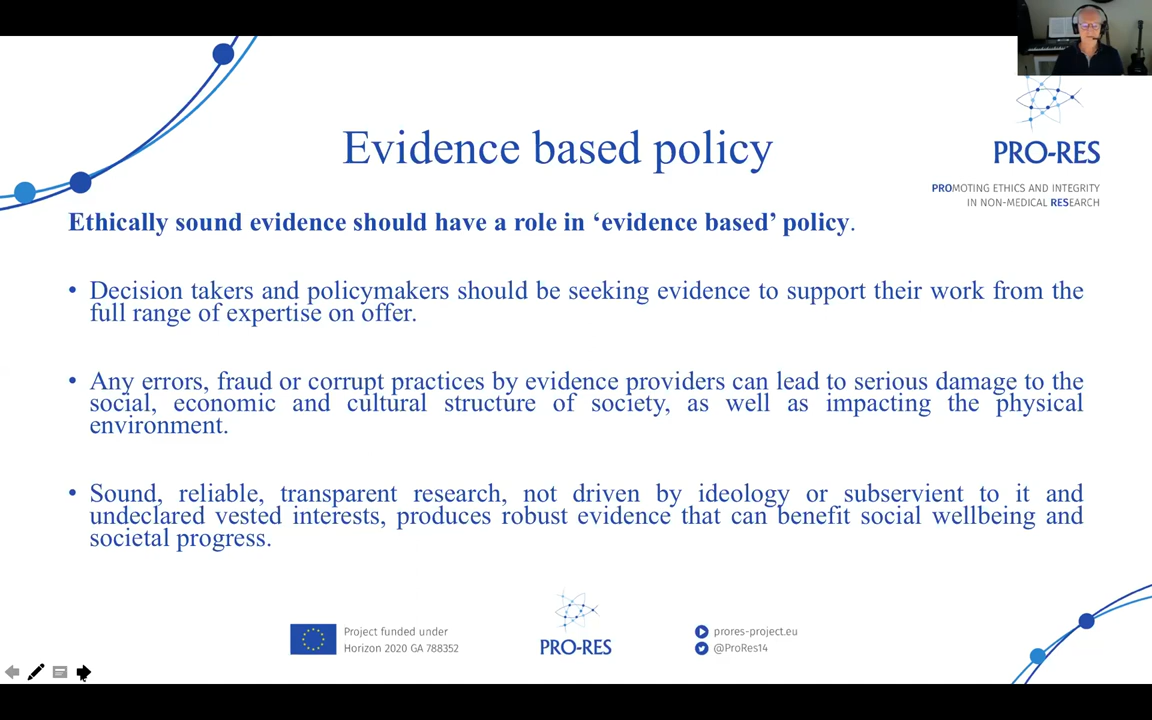 Evidence based policy
PRO-RES
PROMOTING ETHICS AND INTEGRITY
IN NON-MEDICAL RESEARCH
Ethically sound evidence should have a role in ‘evidence based’ policy.
• Decision takers and policymakers should be seeking evidence to support their work from the
full range of expertise on offer.
• Any errors, fraud or corrupt practices by evidence providers can lead to serious damage to the
social, economic and cultural structure of society, as well as impacting the physical
environment.
• Sound, reliable, transparent research, not driven by ideology or subservient to it and
undeclared vested interests, produces robust evidence that can benefit social wellbeing and
societal progress.
Project funded under
Horizon 2020 GA 788352
PRO-RES
prores-project.eu
@ProRes14